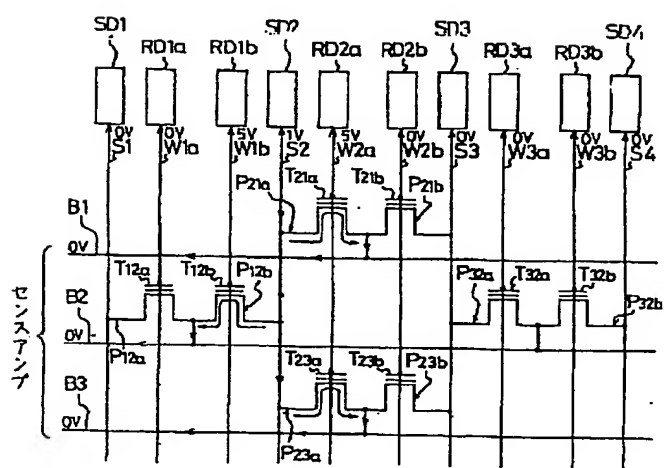 SD1 RD1a RD1b SD2 RD2a RD2b SD3 RD3a RD3b SD4
0V 0V 5V 1V 5V 0V 0V 0V 0V 0V
S1 W1a W1b S2 W2a W2b S3 W3a W3b S4
P21a T21a T21b P21b
B1
0V
T12a T12b P12b P32a T32a T32b P32b
B2
0V
P12a
センスアンプ
T23a T23b P23b
B3
0V
P23a